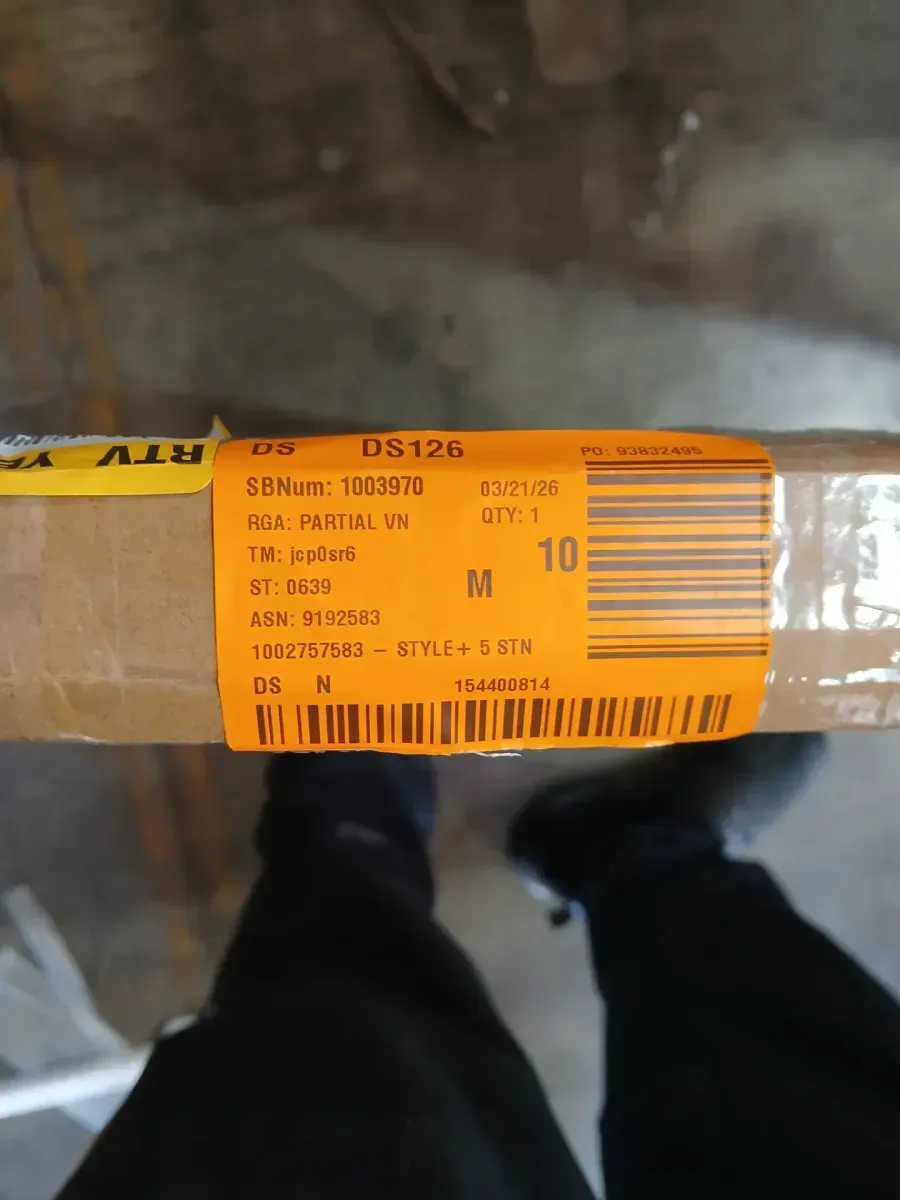 RTV
DS DS126 PO: 93832495
SBNum: 1003970 03/21/26
RGA: PARTIAL VN QTY: 1
TM: jcp0sr6 10
ST: 0639 M
ASN: 9192583
1002757583 – STYLE+ 5 STN
DS N 154400814